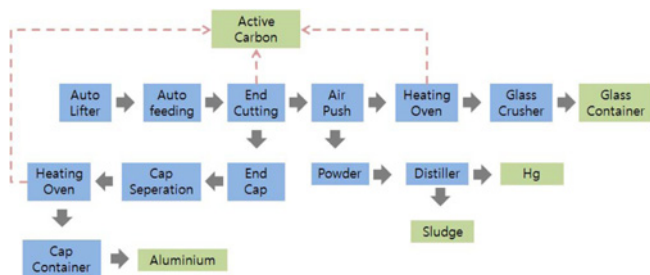 Active
Carbon
Auto
Lifter
Auto
feeding
End
Cutting
Air
Push
Heating
Oven
Glass
Crusher
Glass
Container
Heating
Oven
Cap
Seperation
End
Cap
Powder
Distiller
Hg
Sludge
Cap
Container
Aluminium